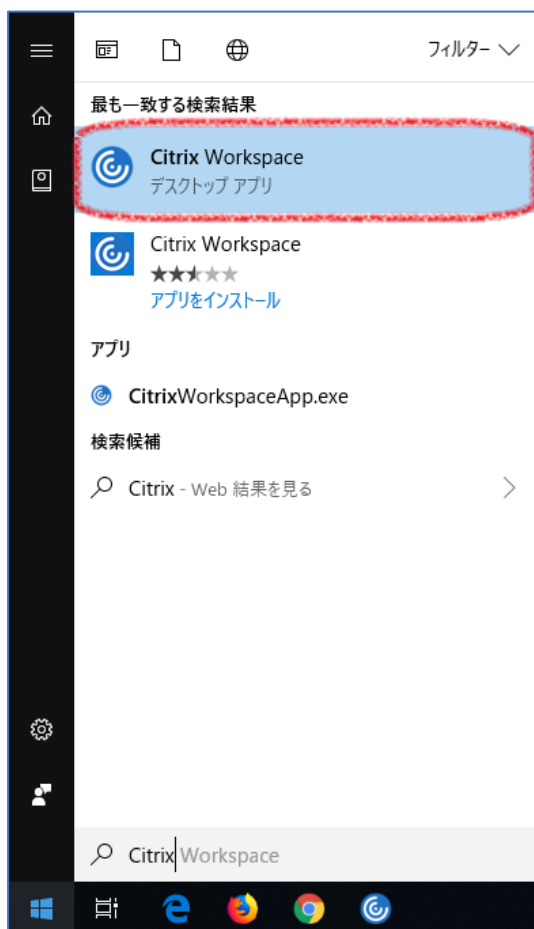 フィルター
最も一致する検索結果
Citrix Workspace
デスクトップ アプリ
Citrix Workspace
アプリをインストール
アプリ
CitrixWorkspaceApp.exe
検索候補
Citrix - Web 結果を見る
Citrix Workspace